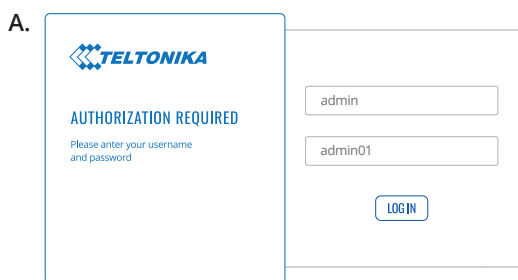 A.
TELTONIKA
AUTHORIZATION REQUIRED
Please anter your username
and password
admin
admin01
LOG IN